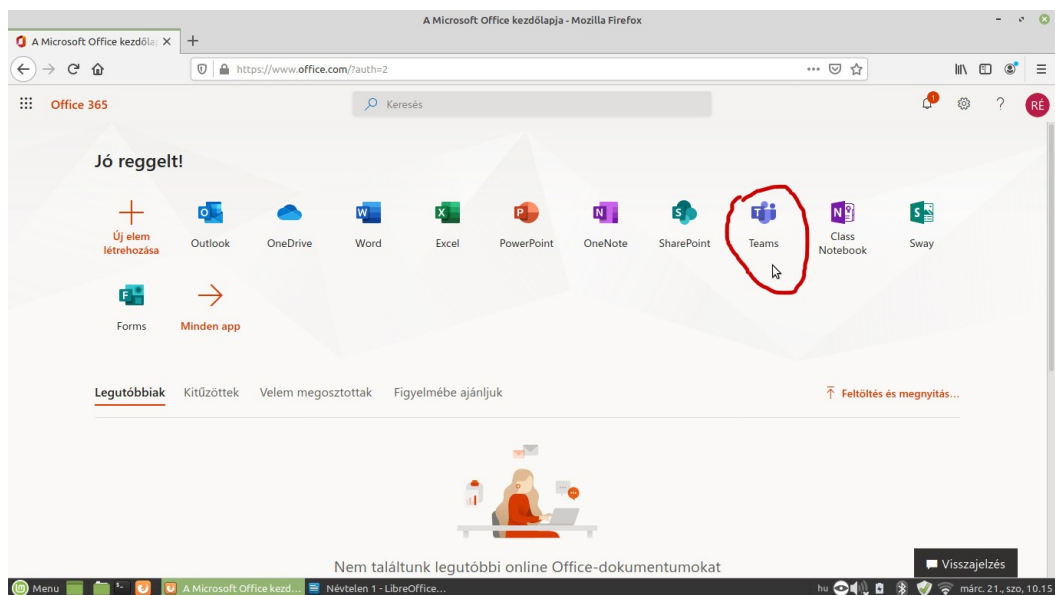 A Microsoft Office kezdőlapja - Mozilla Firefox
A Microsoft Office kezdőla
https://www.office.com/?auth=2
Office 365
Keresés
1
?
RÉ
Jó reggelt!
Új elem létrehozása
Outlook
OneDrive
Word
Excel
PowerPoint
OneNote
SharePoint
Teams
Class Notebook
Sway
Forms
Minden app
Legutóbbiak Kitűzöttek Velem megosztottak Figyelmébe ajánljuk
Feltöltés és megnyitás...
Nem találtunk legutóbbi online Office-dokumentumokat
Visszajelzés
Menu
A Microsoft Office kezd...
Névtelen 1 - LibreOffice...
hu
márc. 21., szo, 10.15